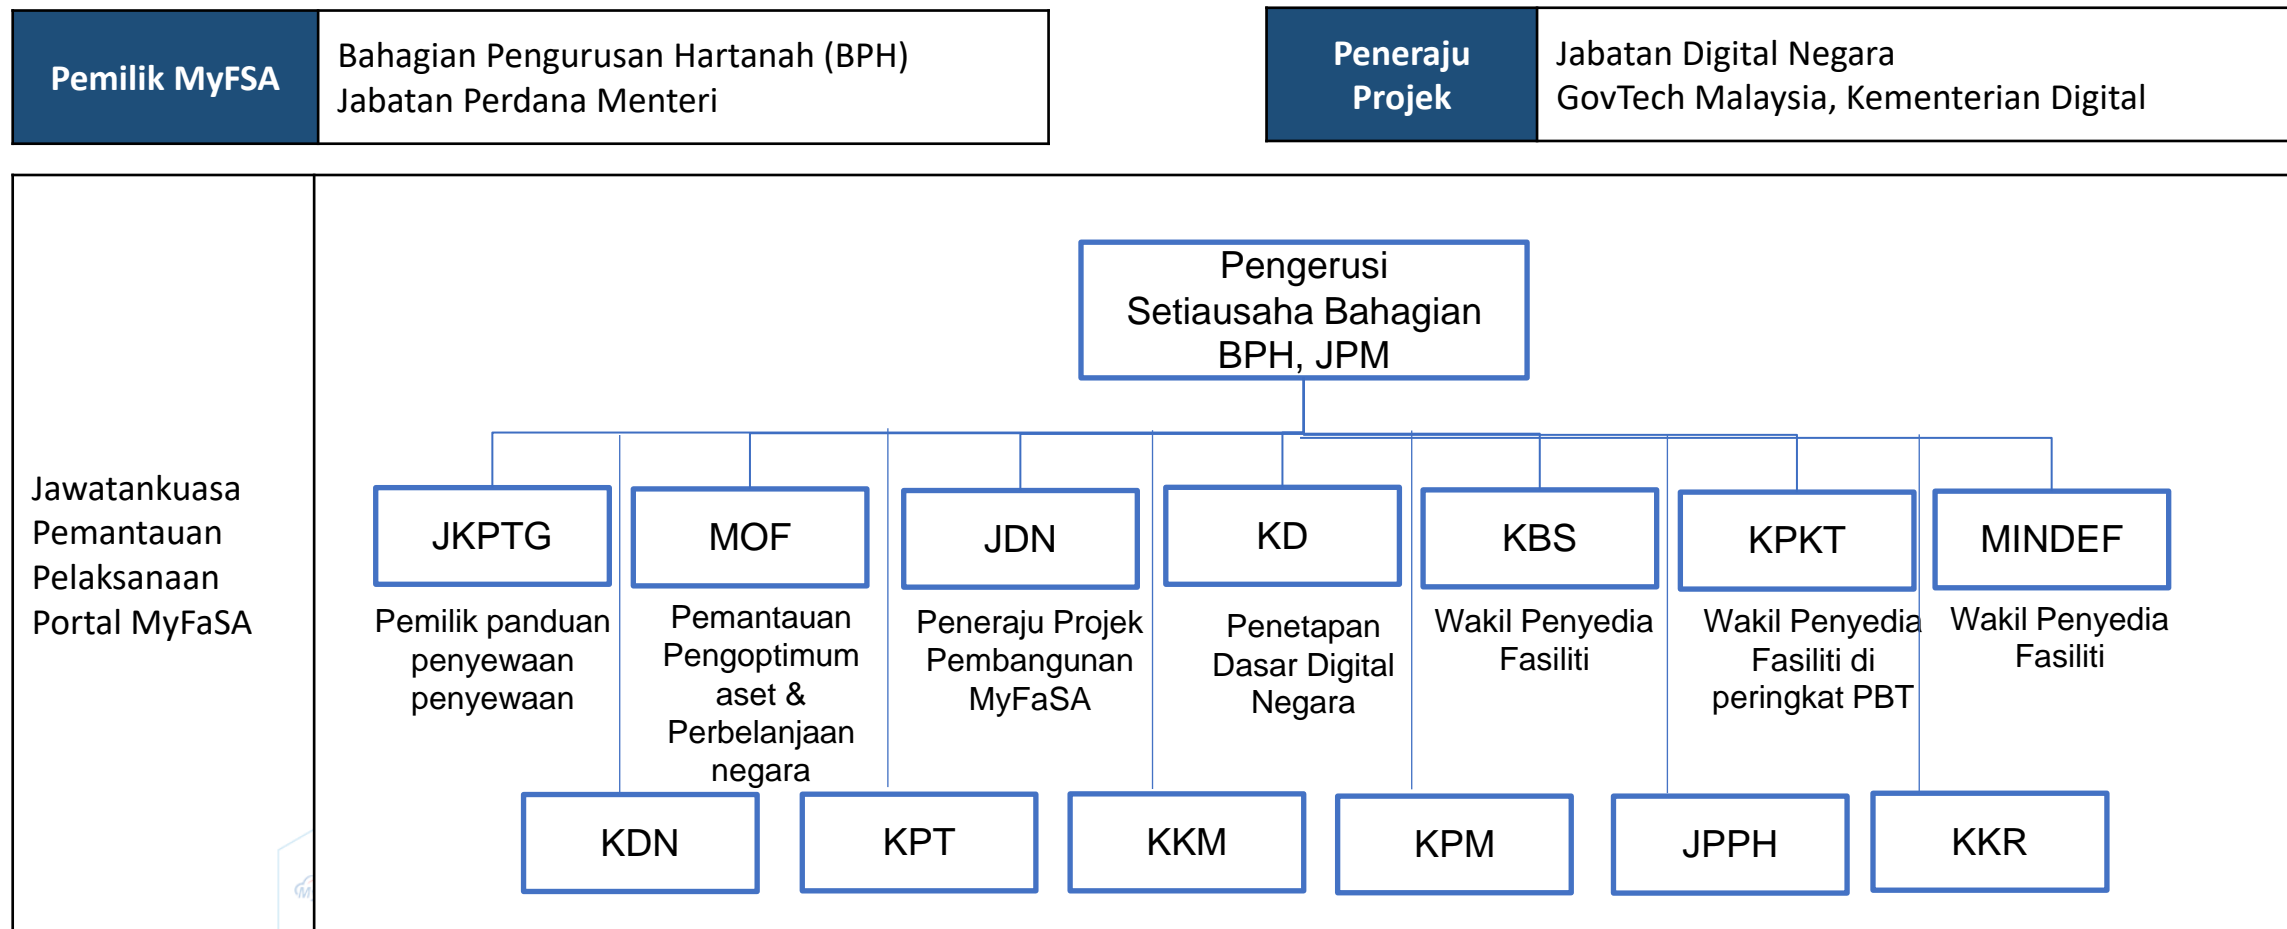 Pemilik MyFSA
Bahagian Pengurusan Hartanah (BPH)
Jabatan Perdana Menteri
Peneraju
Projek
Jabatan Digital Negara
GovTech Malaysia, Kementerian Digital
Jawatankuasa
Pemantauan
Pelaksanaan
Portal MyFaSA
Pengerusi
Setiausaha Bahagian
BPH, JPM
JKPTG
Pemilik panduan
penyewaan
penyewaan
MOF
Pemantauan
Pengoptimum
aset &
Perbelanjaan
negara
JDN
Peneraju Projek
Pembangunan
MyFaSA
KD
Penetapan
Dasar Digital
Negara
KBS
Wakil Penyedia
Fasiliti
KPKT
Wakil Penyedia
Fasiliti di
peringkat PBT
MINDEF
Wakil Penyedia
Fasiliti
KDN
KPT
KKM
KPM
JPPH
KKR